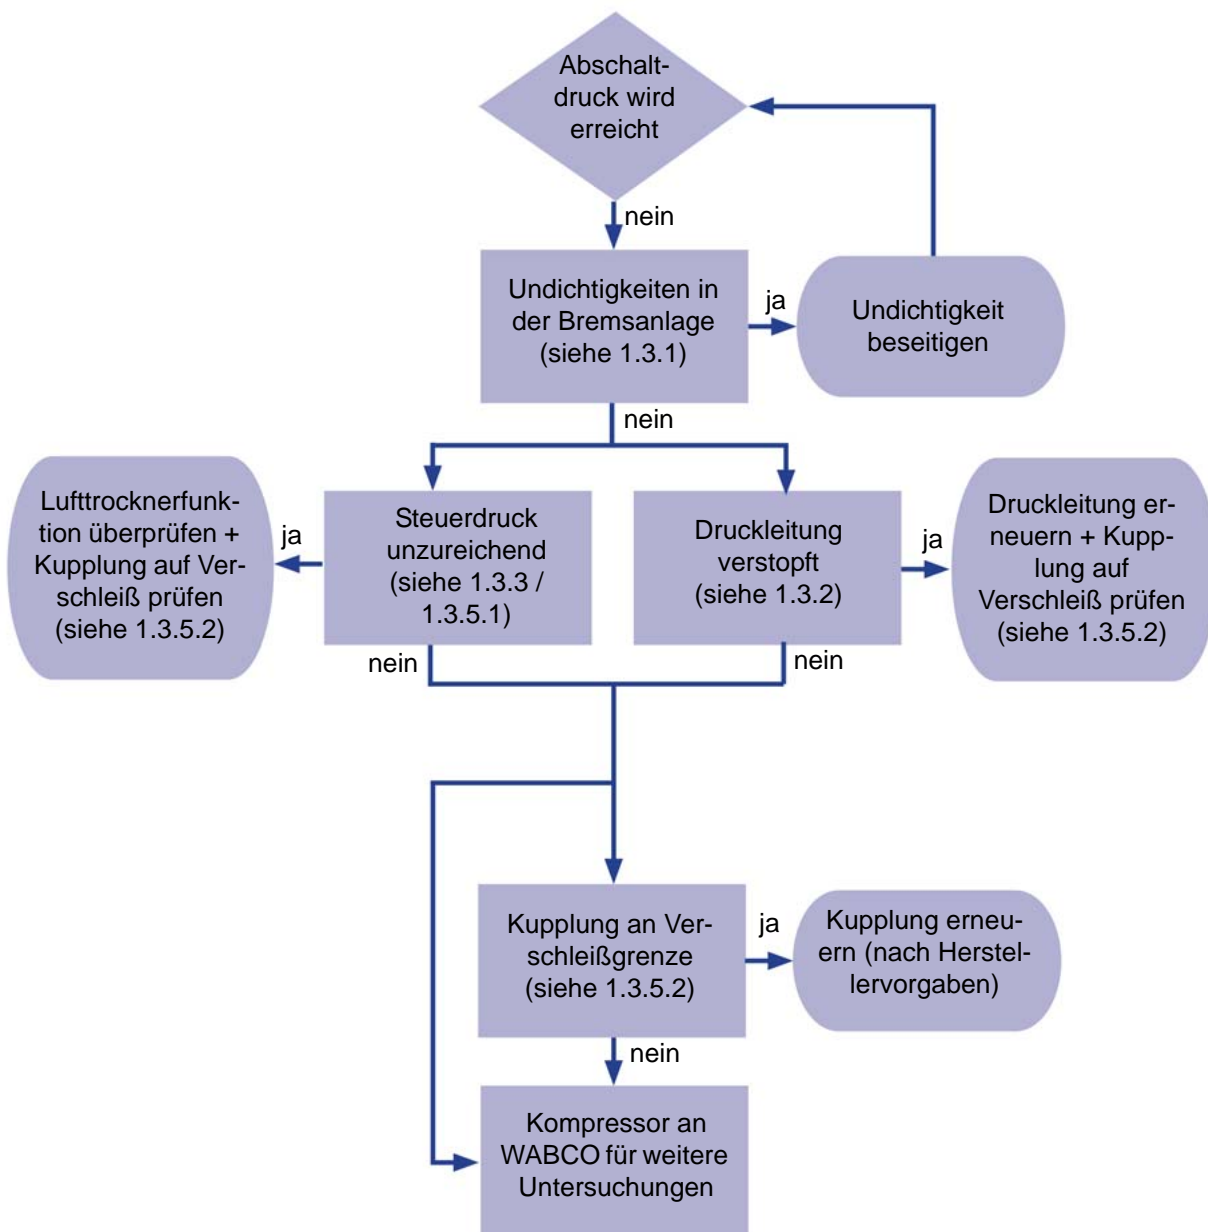 Abschalt-
druck wird
erreicht
nein
Undichtigkeiten in
der Bremsanlage
(siehe 1.3.1)
ja
Undichtigkeit
beseitigen
nein
Lufttrocknerfunk-
tion überprüfen +
Kupplung auf Ver-
schleiß prüfen
(siehe 1.3.5.2)
ja
Steuerdruck
unzureichend
(siehe 1.3.3 /
1.3.5.1)
Druckleitung
verstopft
(siehe 1.3.2)
ja
Druckleitung er-
neuern + Kupp-
lung auf
Verschleiß prüfen
(siehe 1.3.5.2)
nein
nein
Kupplung an Ver-
schleißgrenze
(siehe 1.3.5.2)
ja
Kupplung erneu-
ern (nach Herstel-
lervorgaben)
nein
Kompressor an
WABCO für weitere
Untersuchungen